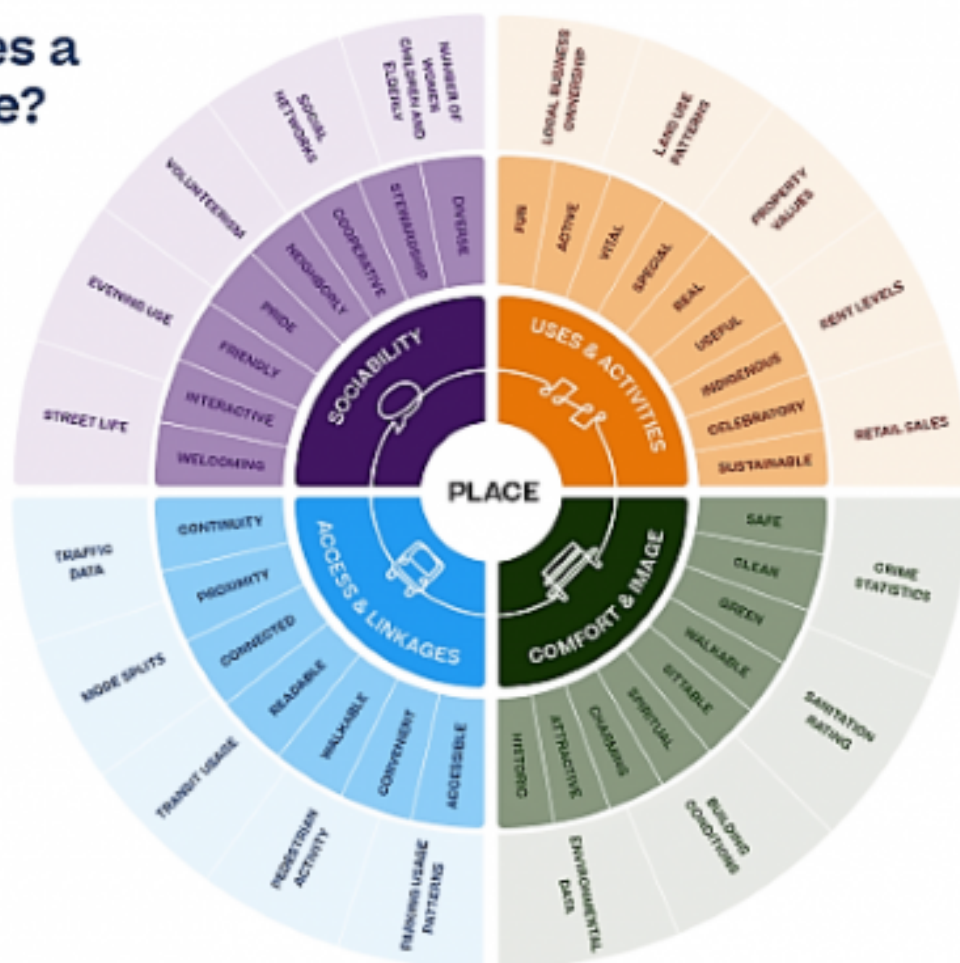 es a
e?
NUMBER OF
WOMEN
CHILDREN AND
ELDERLY
SOCIAL
NETWORKS
VOLUNTEERISM
EVENING USE
STREET LIFE
DIVERSE
STEWARDSHIP
COOPERATIVE
NEIGHBORLY
PRIDE
FRIENDLY
INTERACTIVE
WELCOMING
SOCIABILITY
LOCAL BUSINESS
OWNERSHIP
LAND USE
PATTERNS
PROPERTY
VALUES
RENT LEVELS
RETAIL SALES
FUN
ACTIVE
VITAL
SPECIAL
REAL
USEFUL
INDIGENOUS
CELEBRATORY
SUSTAINABLE
USES & ACTIVITIES
PLACE
ACCESS & LINKAGES
CONTINUITY
PROXIMITY
CONNECTED
READABLE
WALKABLE
CONVENIENT
ACCESSIBLE
TRAFFIC
DATA
MODE SPLITS
TRANSIT USAGE
PEDESTRIAN
ACTIVITY
PARKING USAGE
PATTERNS
COMFORT & IMAGE
SAFE
CLEAN
GREEN
WALKABLE
SITTABLE
SPIRITUAL
CHARMING
ATTRACTIVE
HISTORIC
CRIME
STATISTICS
SANITATION
RATING
BUILDING
CONDITIONS
ENVIRONMENTAL
DATA